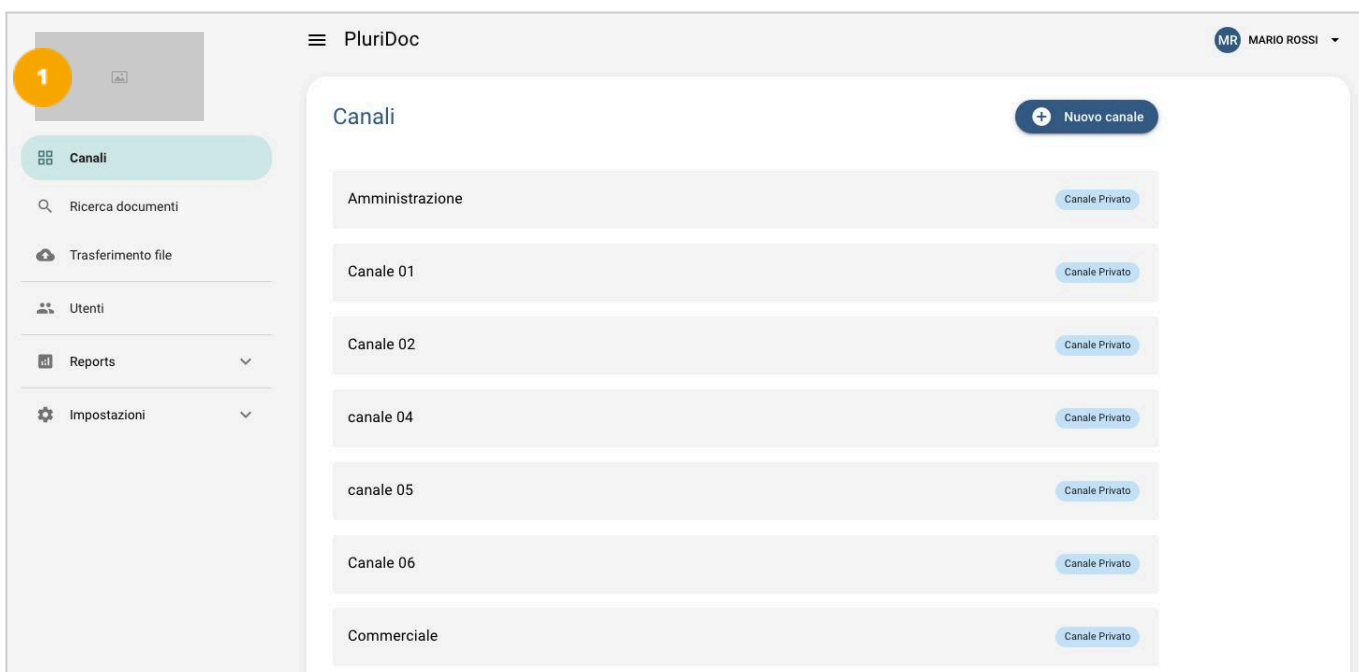 1
PluriDoc
MR MARIO ROSSI
Canali
Nuovo canale
Canali
Ricerca documenti
Trasferimento file
Utenti
Reports
Impostazioni
Amministrazione Canale Privato
Canale 01 Canale Privato
Canale 02 Canale Privato
canale 04 Canale Privato
canale 05 Canale Privato
Canale 06 Canale Privato
Commerciale Canale Privato